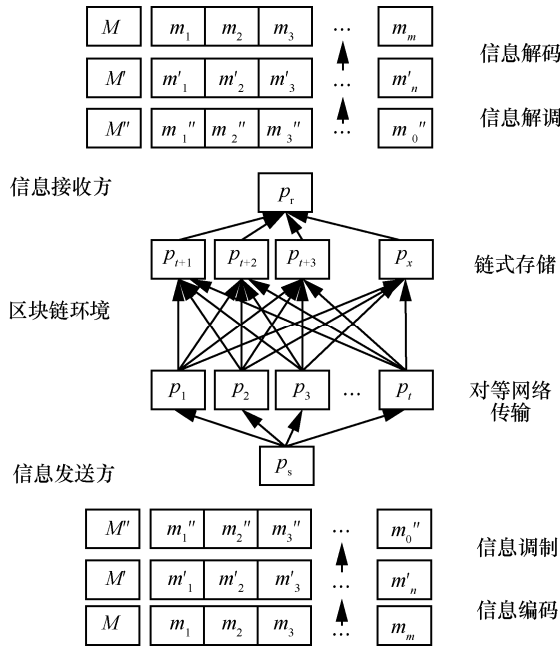 M m₁ m₂ m₃ … mₘ
信息解码
M′ m′₁ m′₂ m′₃ … m′ₙ
信息解调
M″ m₁″ m₂″ m₃″ … m₀″
信息接收方
pᵣ
pₜ₊₁ pₜ₊₂ pₜ₊₃ pₓ
链式存储
区块链环境
p₁ p₂ p₃ … pₜ
对等网络
传输
信息发送方
pₛ
M″ m₁″ m₂″ m₃″ … m₀″
信息调制
M′ m′₁ m′₂ m′₃ … m′ₙ
信息编码
M m₁ m₂ m₃ … mₘ